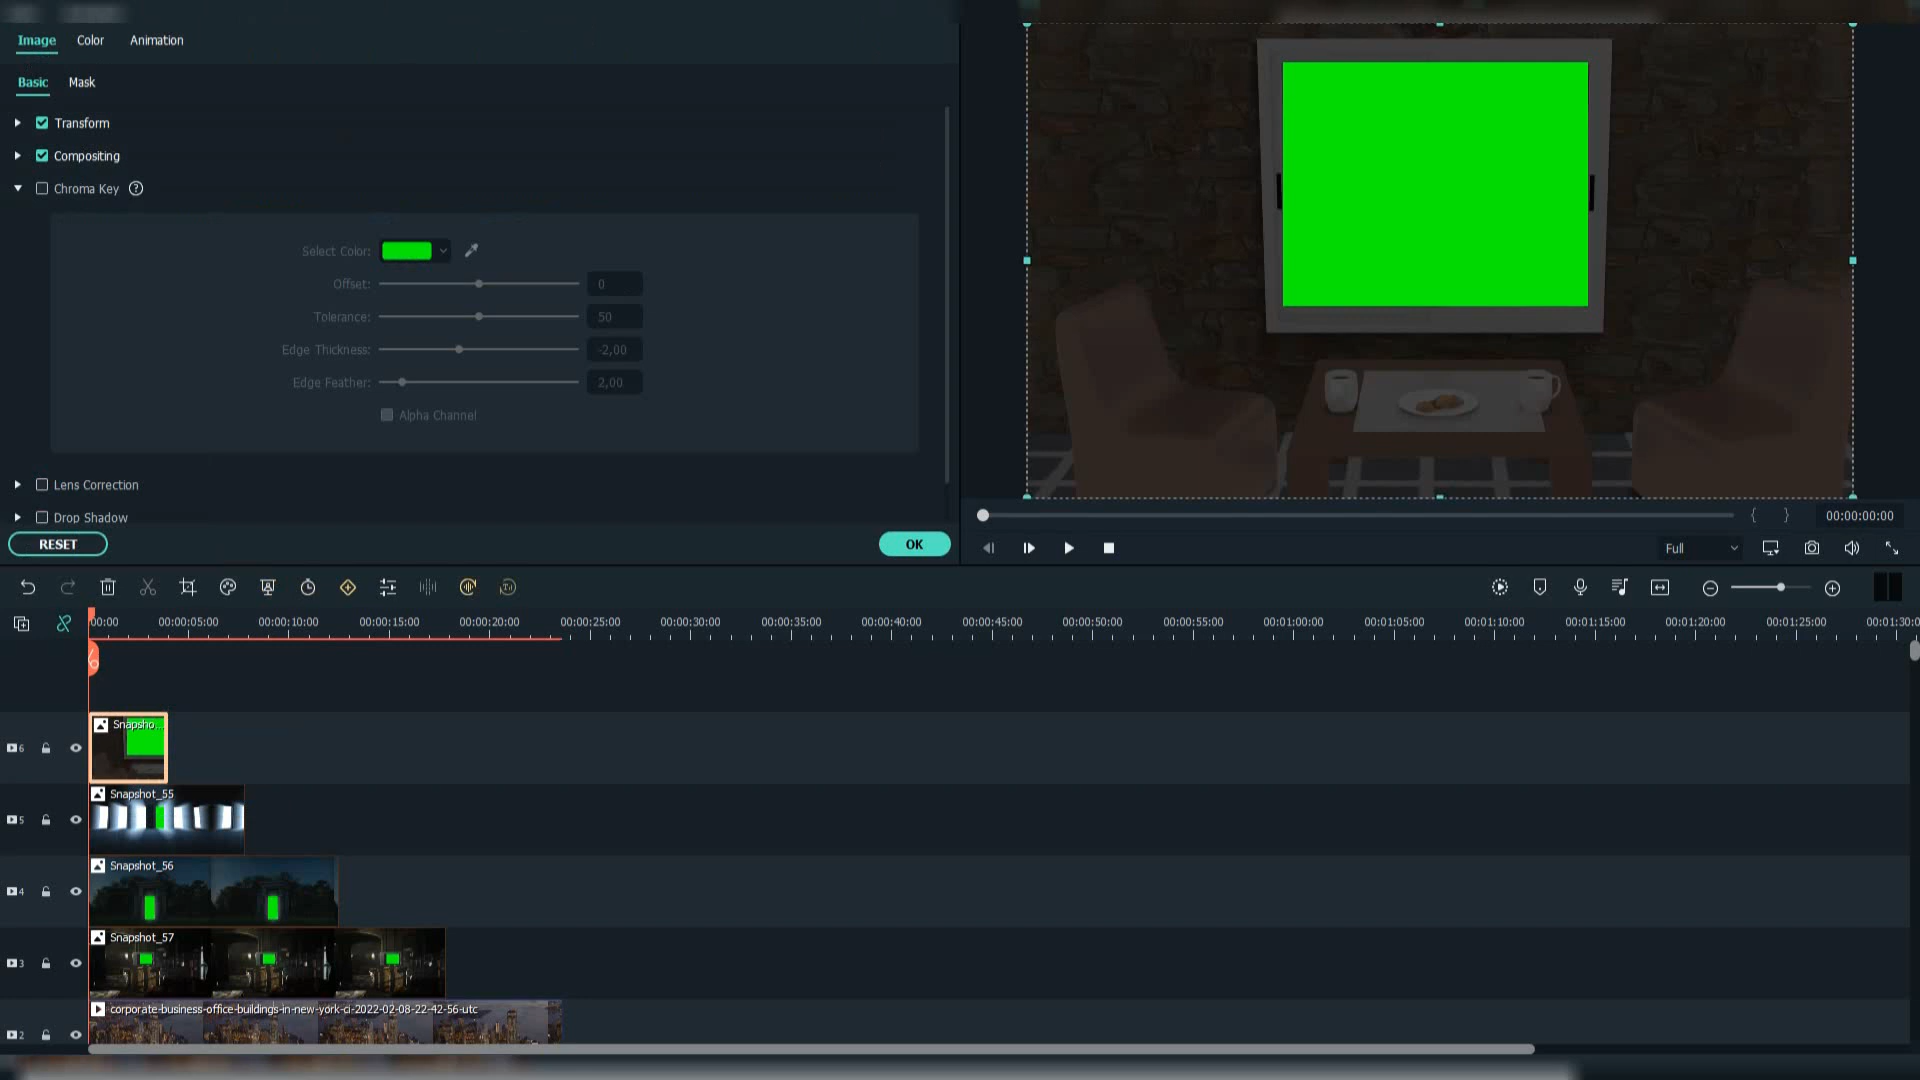 Image Color Animation
Basic Mask
Transform
Compositing
Chroma Key ?
Select Color:
Offset: 0
Tolerance: 50
Edge Thickness: -2,00
Edge Feather: 2,00
Alpha Channel
Lens Correction
Drop Shadow
RESET OK
{ } 00:00:00:00
Full
00:00 00:00:05:00 00:00:10:00 00:00:15:00 00:00:20:00 00:00:25:00 00:00:30:00 00:00:35:00 00:00:40:00 00:00:45:00 00:00:50:00 00:00:55:00 00:01:00:00 00:01:05:00 00:01:10:00 00:01:15:00 00:01:20:00 00:01:25:00 00:01:30:0
6 Snapsho...
5 Snapshot_55
4 Snapshot_56
3 Snapshot_57
2 corporate-business-office-buildings-in-new-york-ci-2022-02-08-22-42-56-utc